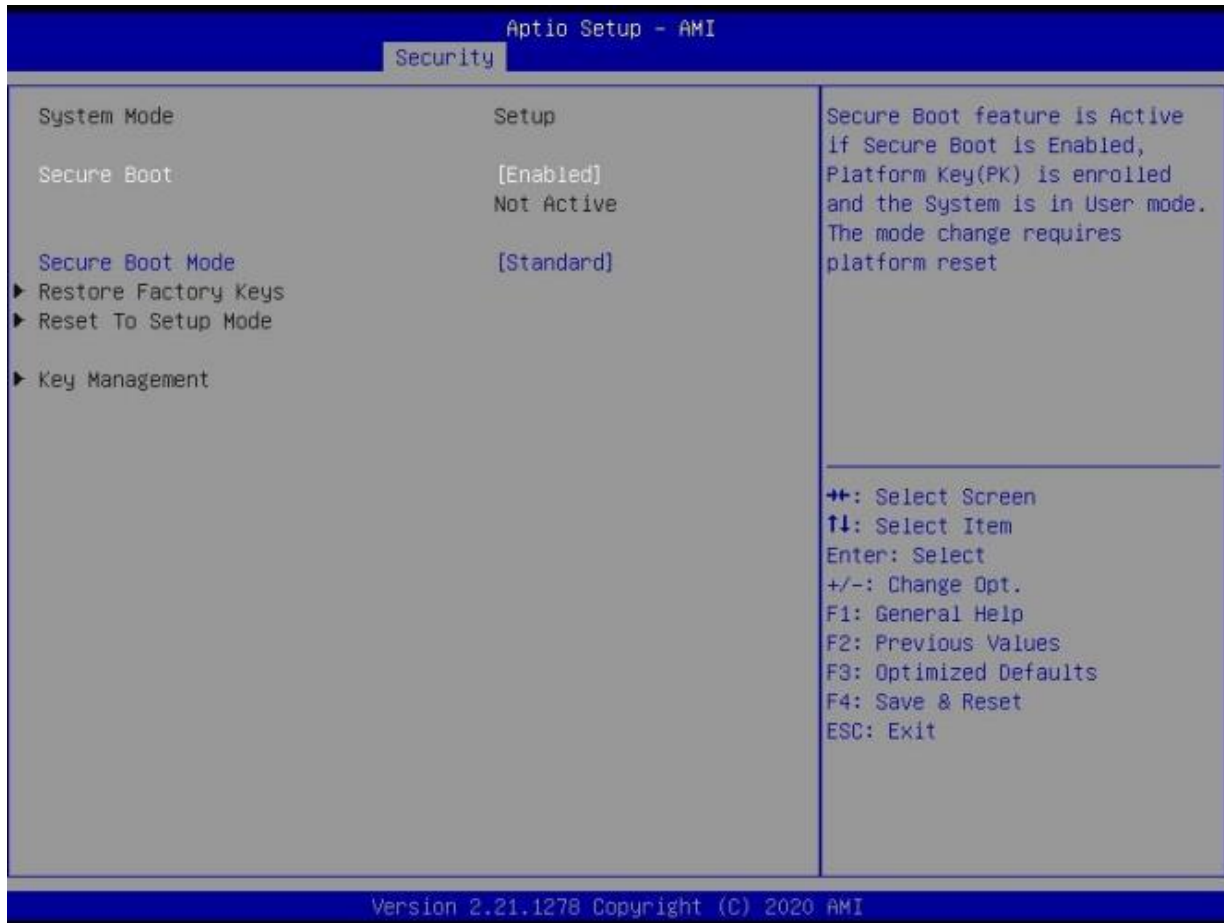 Aptio Setup - AMI
Security
System Mode Setup
Secure Boot [Enabled]
Not Active
Secure Boot Mode [Standard]
Restore Factory Keys
Reset To Setup Mode
Key Management
Secure Boot feature is Active
if Secure Boot is Enabled,
Platform Key(PK) is enrolled
and the System is in User mode.
The mode change requires
platform reset
→←: Select Screen
↑↓: Select Item
Enter: Select
+/-: Change Opt.
F1: General Help
F2: Previous Values
F3: Optimized Defaults
F4: Save & Reset
ESC: Exit
Version 2.21.1278 Copyright (C) 2020 AMI